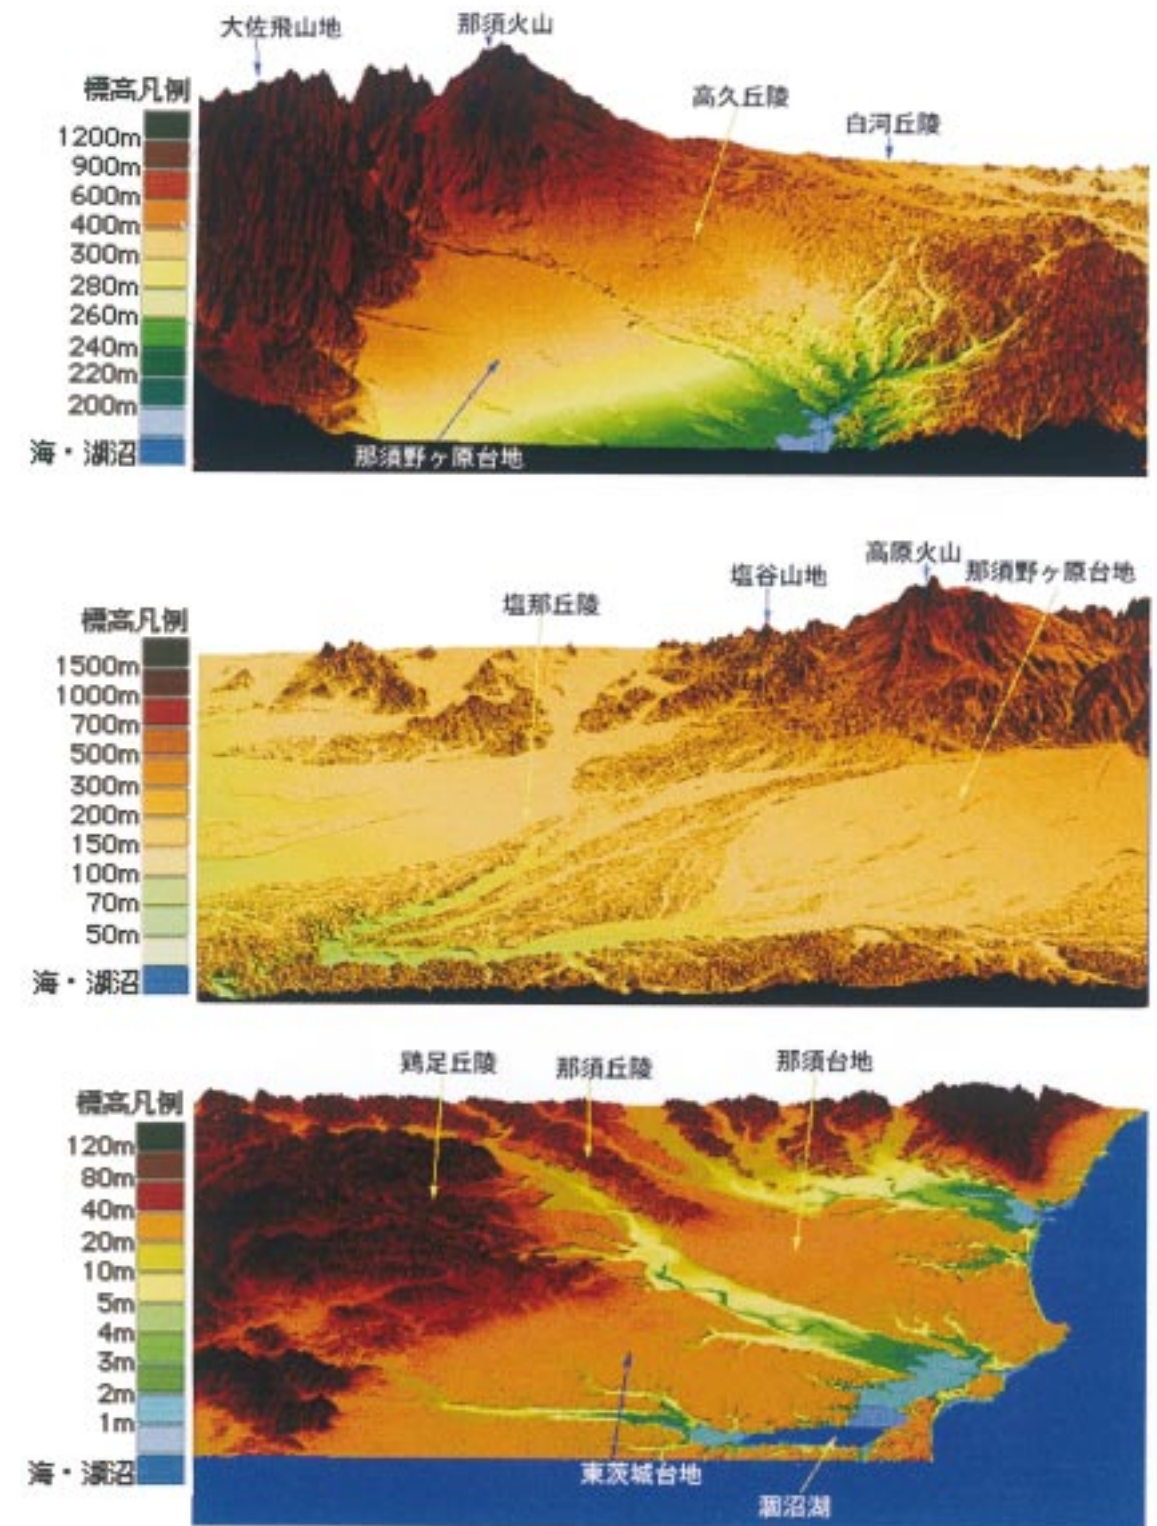 大佐飛山地
那須火山
高久丘陵
白河丘陵
標高凡例
1200m
900m
600m
400m
300m
280m
260m
240m
220m
200m
海・湖沼
那須野ヶ原台地
高原火山
塩谷山地
那須野ヶ原台地
塩那丘陵
標高凡例
1500m
1000m
700m
500m
300m
200m
150m
100m
70m
50m
海・湖沼
鶏足丘陵
那須丘陵
那須台地
標高凡例
120m
80m
40m
20m
10m
5m
4m
3m
2m
1m
海・湖沼
東茨城台地
涸沼湖